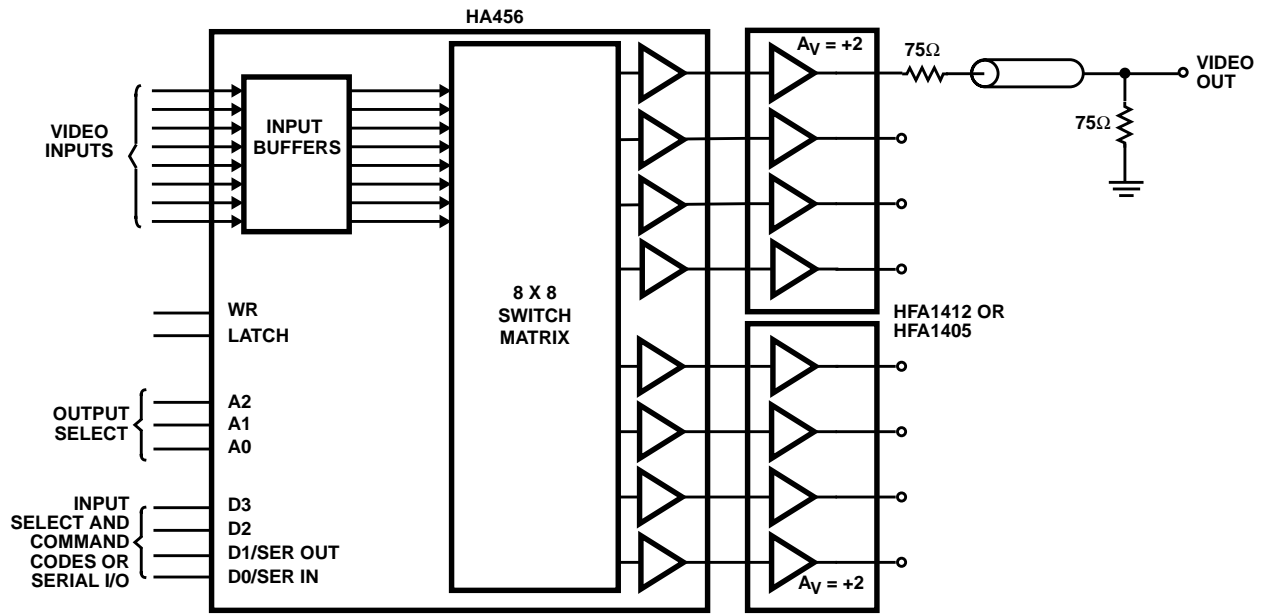 HA456
A_V = +2
75Ω
VIDEO
OUT
75Ω
VIDEO
INPUTS
INPUT
BUFFERS
8 X 8
SWITCH
MATRIX
HFA1412 OR
HFA1405
WR
LATCH
OUTPUT
SELECT
A2
A1
A0
INPUT
SELECT AND
COMMAND
CODES OR
SERIAL I/O
D3
D2
D1/SER OUT
D0/SER IN
A_V = +2